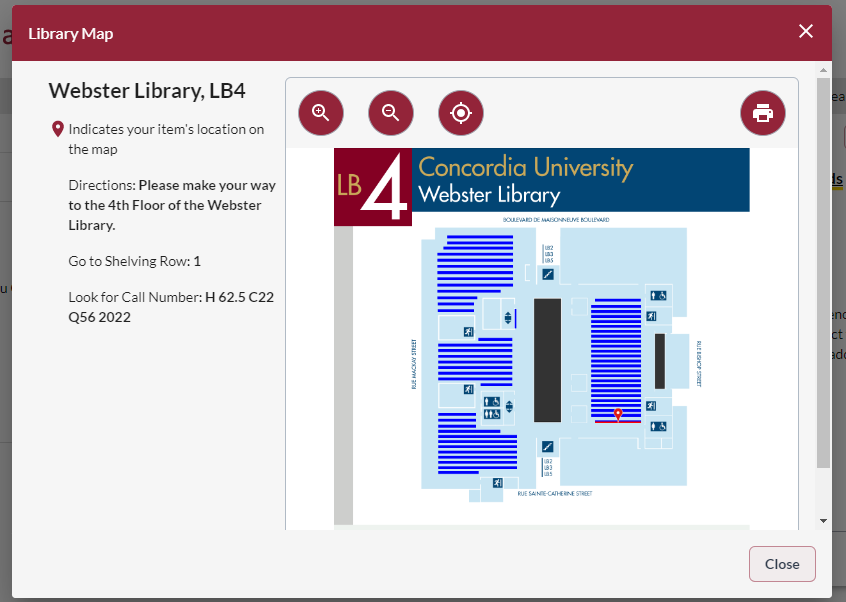 Library Map
Webster Library, LB4
Indicates your item's location on
the map
Directions: Please make your way
to the 4th Floor of the Webster
Library.
Go to Shelving Row: 1
Look for Call Number: H 62.5 C22
Q56 2022
LB 4
Concordia University
Webster Library
BOULEVARD DE MAISONNEUVE BOULEVARD
LB2
LB3
LB5
RUE MACKAY STREET
RUE BISHOP STREET
LB2
LB3
LB5
RUE SAINTE-CATHERINE STREET
Close